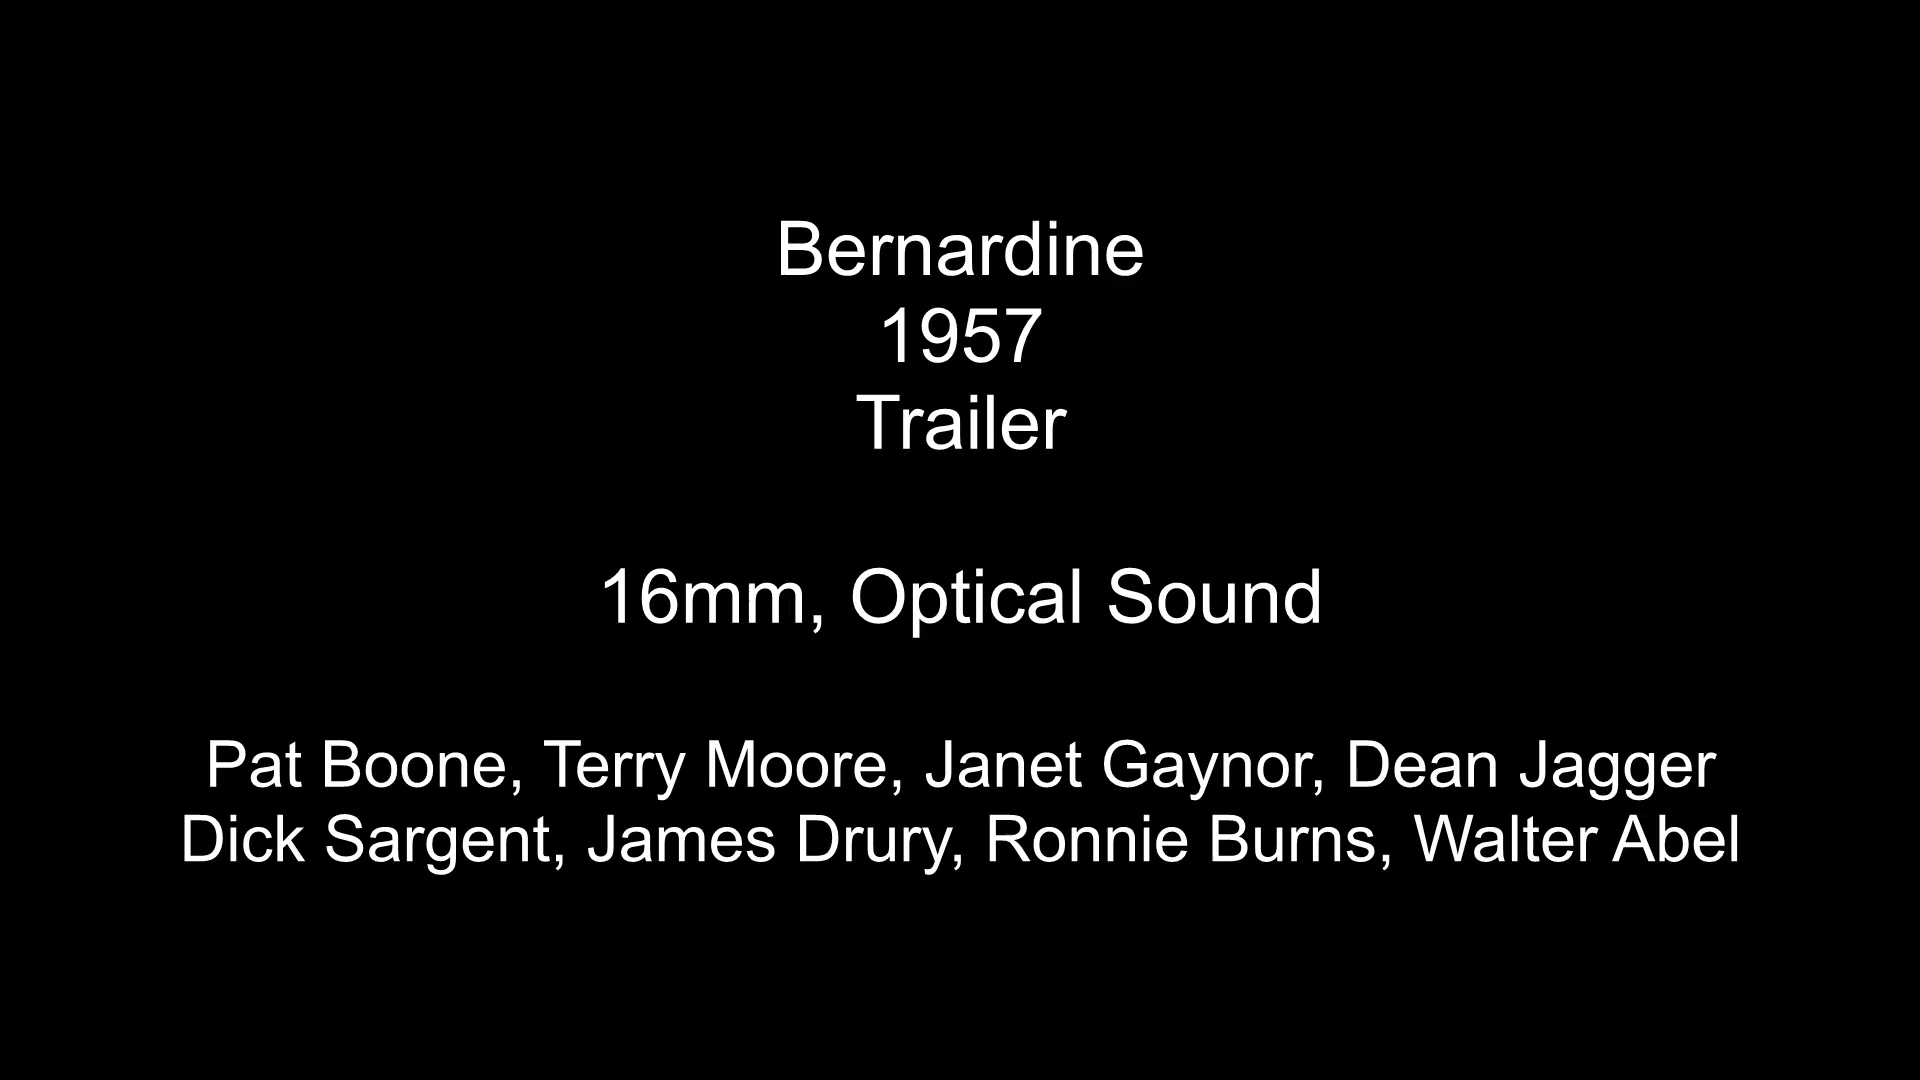 Bernardine
1957
Trailer
16mm, Optical Sound
Pat Boone, Terry Moore, Janet Gaynor, Dean Jagger
Dick Sargent, James Drury, Ronnie Burns, Walter Abel